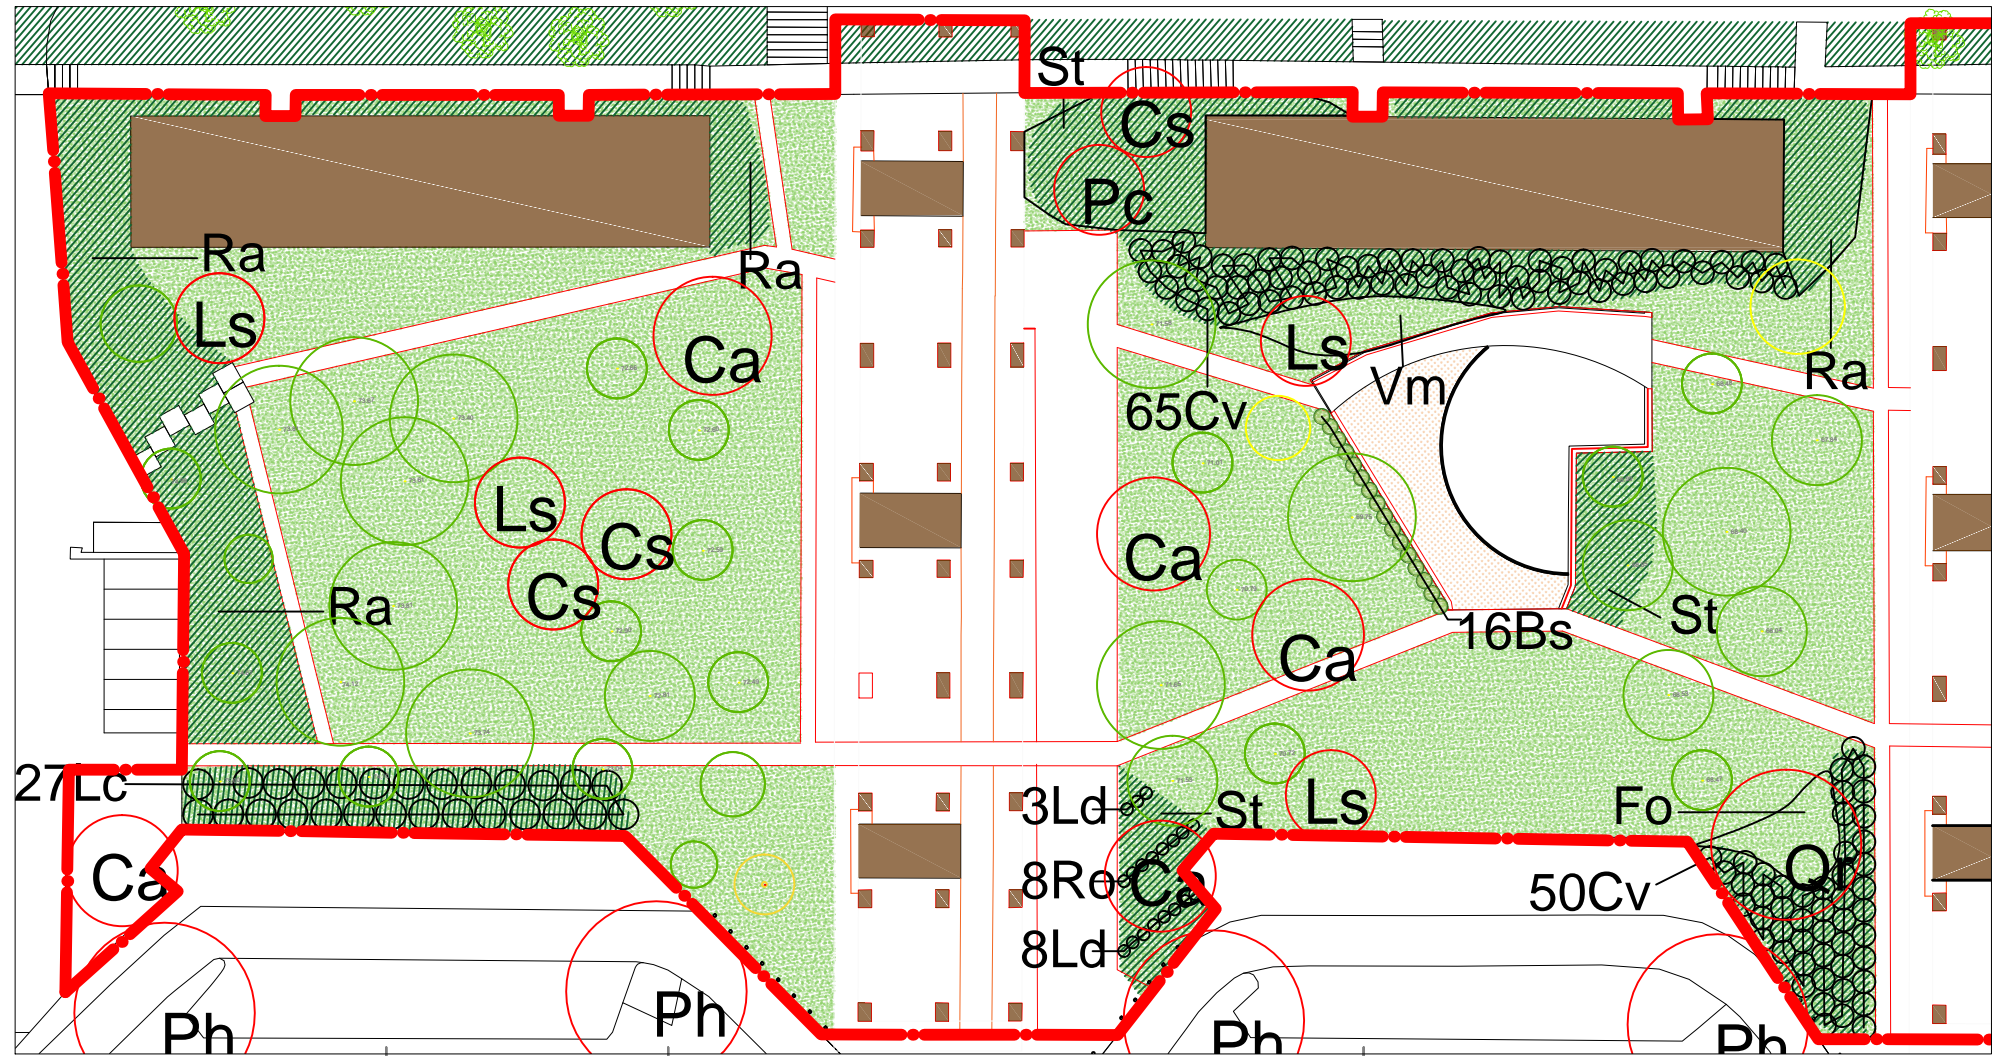 St
Cs
Pc
Ra
Ra
Ls
Ca
Ls
Vm
Ra
65Cv
Ls
Cs
Ca
Cs
Ra
St
16Bs
Ca
27Lc
3Ld
St
Ls
Fo
Ca
8Ro
Ca
Qr
50Cv
8Ld
Ph
Ph
Ph
Ph